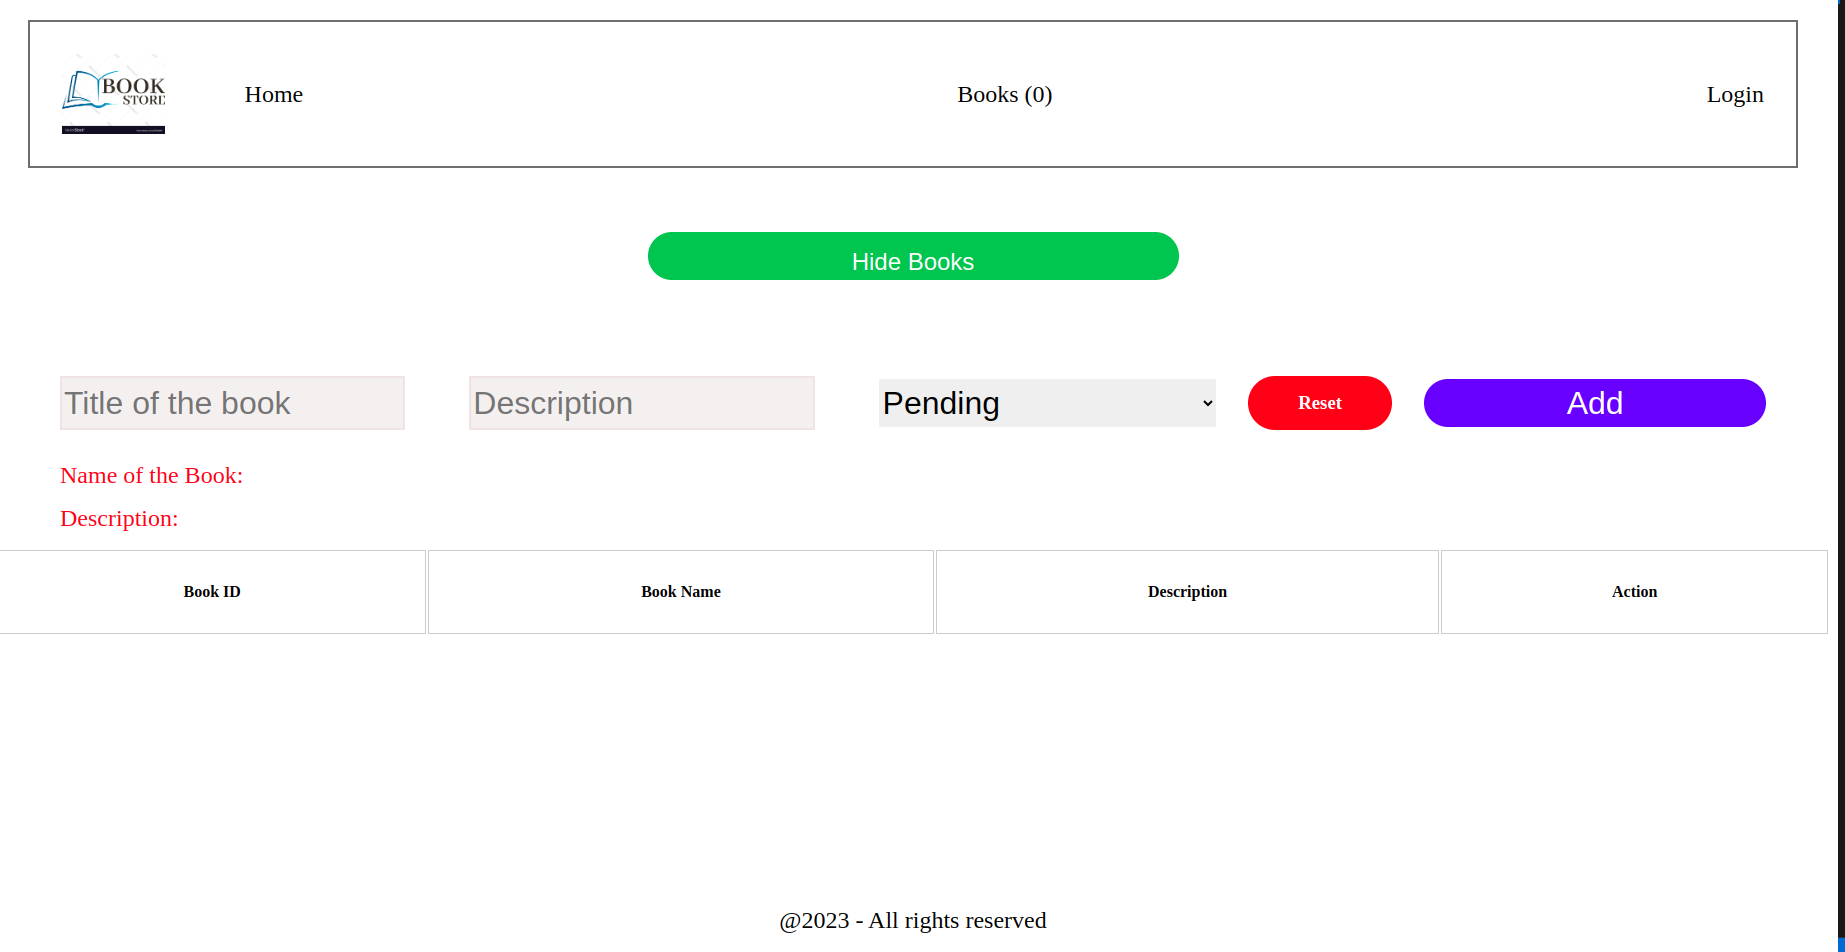 BOOK
STORE
Home
Books (0)
Login
Hide Books
Title of the book
Description
Pending
Reset
Add
Name of the Book:
Description:
Book ID
Book Name
Description
Action
@2023 - All rights reserved